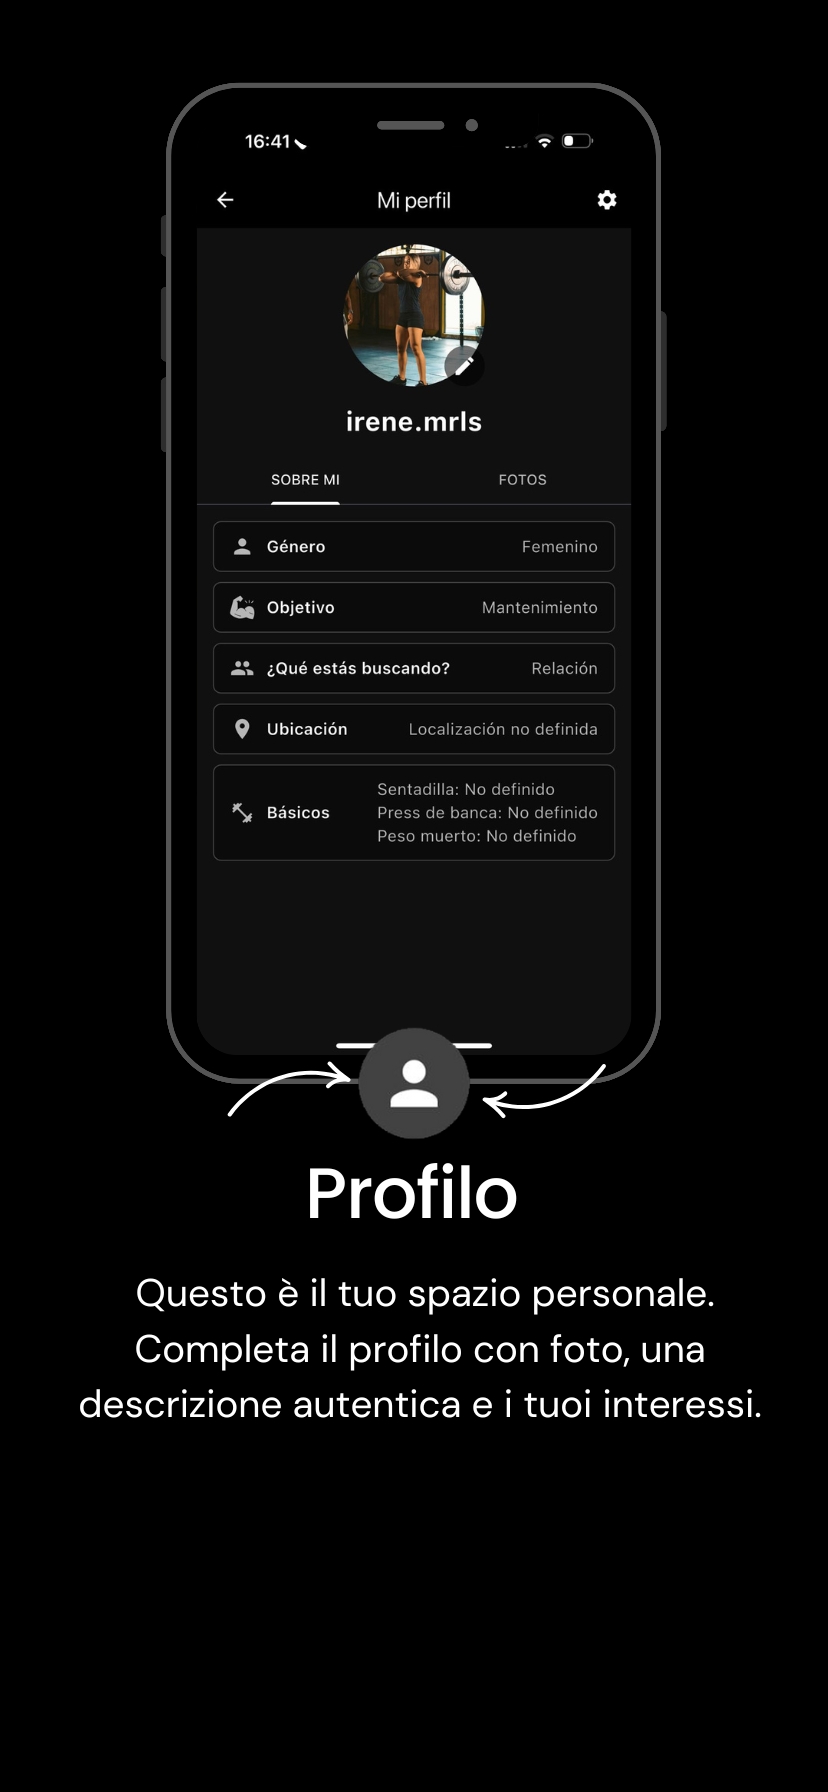 16:41
Mi perfil
irene.mrls
SOBRE MI
FOTOS
Género
Femenino
Objetivo
Mantenimiento
¿Qué estás buscando?
Relación
Ubicación
Localización no definida
Básicos
Sentadilla: No definido
Press de banca: No definido
Peso muerto: No definido
Profilo
Questo è il tuo spazio personale.
Completa il profilo con foto, una
descrizione autentica e i tuoi interessi.